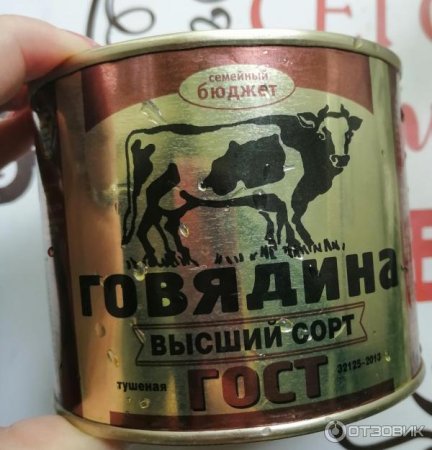 семейный
бюджет
говядина
ВЫСШИЙ СОРТ
тушеная ГОСТ 32125-2013
ОТЗОВИК